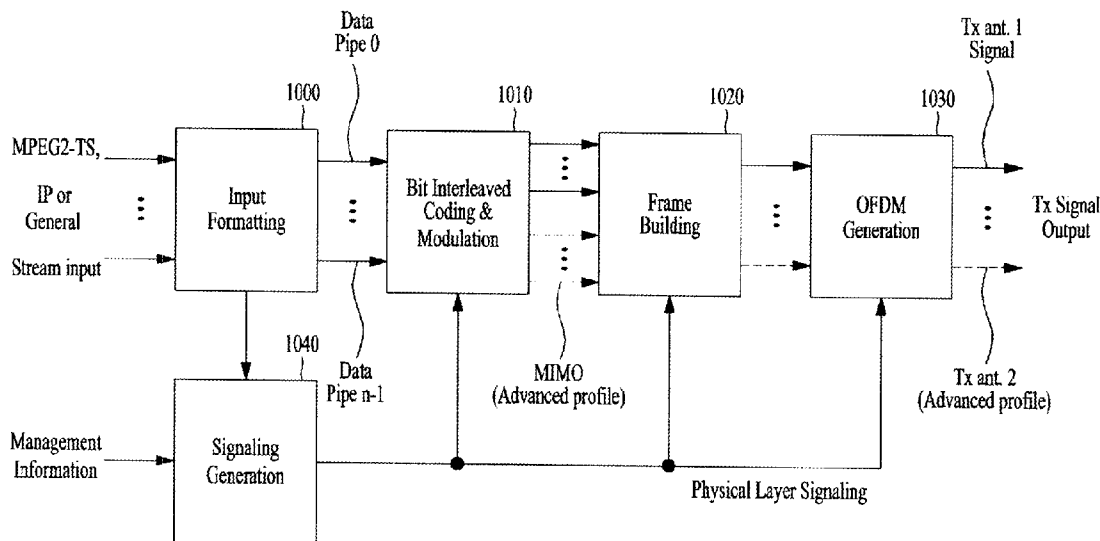 Data
Pipe 0
Tx ant. 1
Signal
1000
1010
1020
1030
MPEG2-TS,
IP or
General
Stream input
Input
Formatting
Bit Interleaved
Coding &
Modulation
Frame
Building
OFDM
Generation
Tx Signal
Output
1040
Data
Pipe n-1
MIMO
(Advanced profile)
Tx ant. 2
(Advanced profile)
Management
Information
Signaling
Generation
Physical Layer Signaling